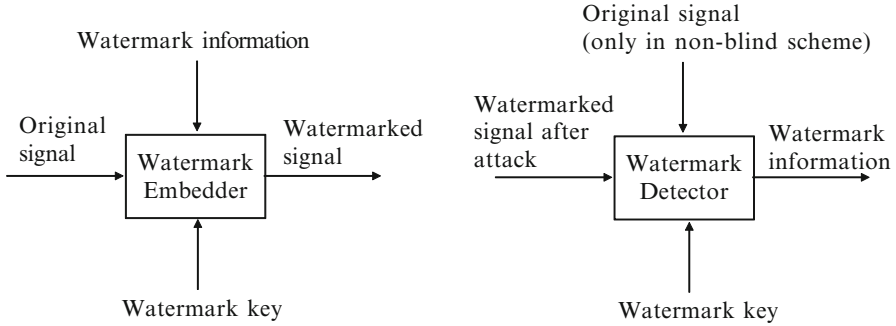 Watermark information
Original
signal
Watermark
Embedder
Watermarked
signal
Watermark key
Original signal
(only in non-blind scheme)
Watermarked
signal after
attack
Watermark
Detector
Watermark
information
Watermark key